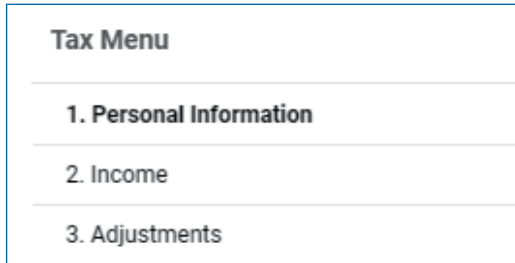 Tax Menu
1. Personal Information
2. Income
3. Adjustments